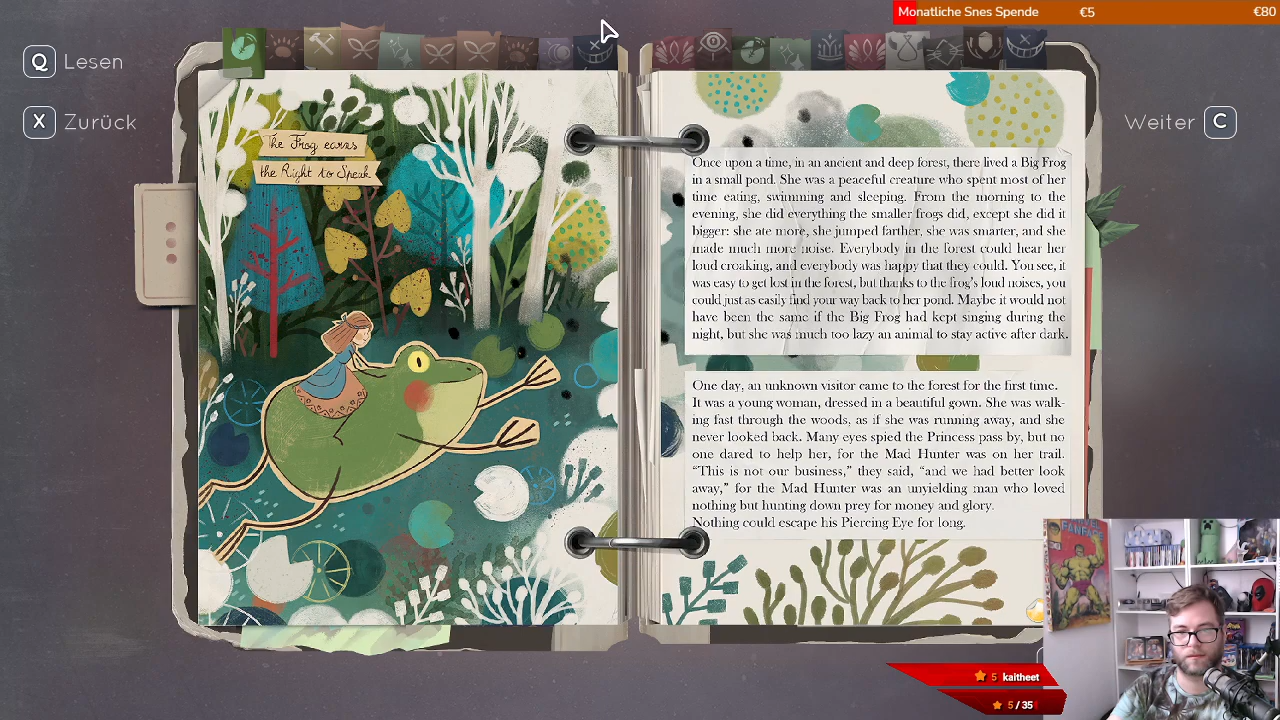 Monatliche Snes Spende €5 €80
Q Lesen
X Zurück
Weiter C
The Frog earns
the Right to Speak
Once upon a time, in an ancient and deep forest, there lived a Big Frog
in a small pond. She was a peaceful creature who spent most of her
time eating, swimming and sleeping. From the morning to the
evening, she did everything the smaller frogs did, except she did it
bigger: she ate more, she jumped farther, she was smarter, and she
made much more noise. Everybody in the forest could hear her
loud croaking, and everybody was happy that they could. You see, it
was easy to get lost in the forest, but thanks to the frog's loud noises, you
could just as easily find your way back to her pond. Maybe it would not
have been the same if the Big Frog had kept singing during the
night, but she was much too lazy an animal to stay active after dark.
One day, an unknown visitor came to the forest for the first time.
It was a young woman, dressed in a beautiful gown. She was walk-
ing fast through the woods, as if she was running away, and she
never looked back. Many eyes spied the Princess pass by, but no
one dared to help her, for the Mad Hunter was on her trail.
“This is not our business,” they said, “and we had better look
away,” for the Mad Hunter was an unyielding man who loved
nothing but hunting down prey for money and glory.
Nothing could escape his Piercing Eye for long.
5 kaitheet
5 / 35